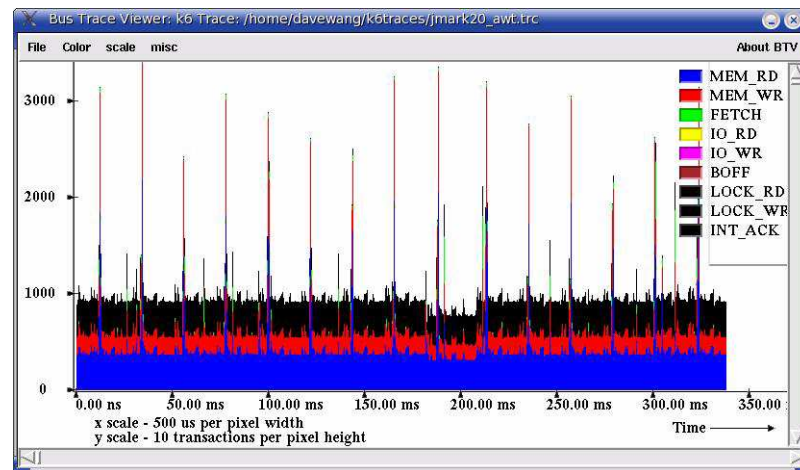 Bus Trace Viewer: k6 Trace: /home/davewang/k6traces/jmark20_awt.trc
File Color scale misc About BTV
MEM_RD
MEM_WR
FETCH
IO_RD
IO_WR
BOFF
LOCK_RD
LOCK_WR
INT_ACK
3000
2000
1000
0
0.00 ns 50.00 ms 100.00 ms 150.00 ms 200.00 ms 250.00 ms 300.00 ms 350.00
x scale - 500 us per pixel width
y scale - 10 transactions per pixel height
Time